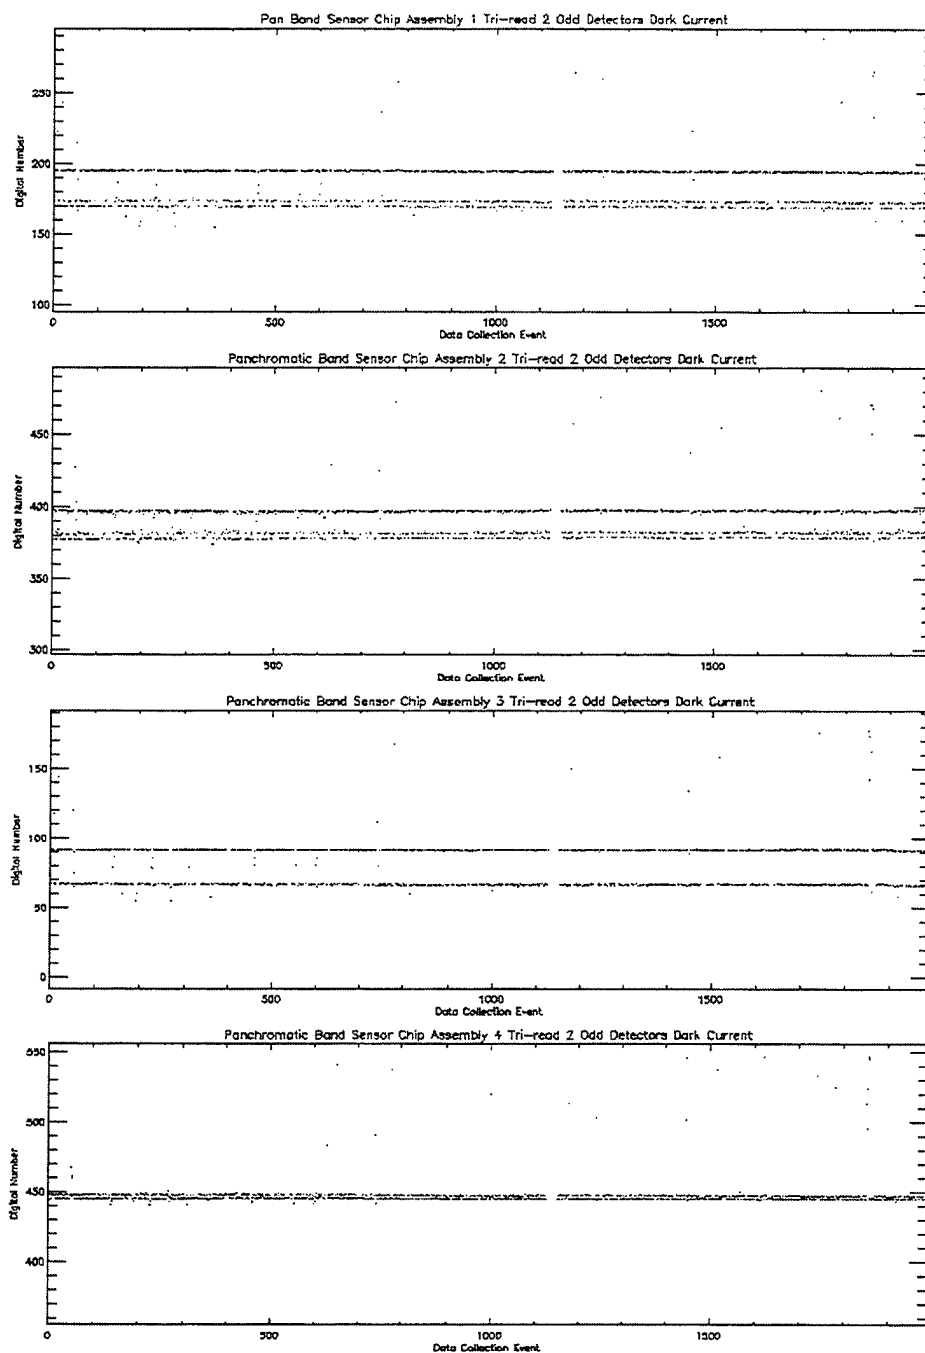 Pan Band Sensor Chip Assembly 1 Tri-read 2 Odd Detectors Dark Current
250
200
150
100
Digital Number
0 500 1000 1500
Data Collection Event
Panchromatic Band Sensor Chip Assembly 2 Tri-read 2 Odd Detectors Dark Current
450
400
350
300
Digital Number
0 500 1000 1500
Data Collection Event
Panchromatic Band Sensor Chip Assembly 3 Tri-read 2 Odd Detectors Dark Current
150
100
50
0
Digital Number
0 500 1000 1500
Data Collection Event
Panchromatic Band Sensor Chip Assembly 4 Tri-read 2 Odd Detectors Dark Current
550
500
450
400
Digital Number
0 500 1000 1500
Data Collection Event